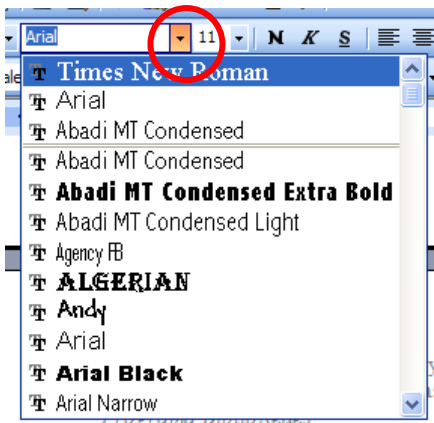 Arial 11 N K S
ale
Times New Roman
Arial
Abadi MT Condensed
Abadi MT Condensed
Abadi MT Condensed Extra Bold
Abadi MT Condensed Light
Agency FB
ALGERIAN
Andy
Arial
Arial Black
Arial Narrow